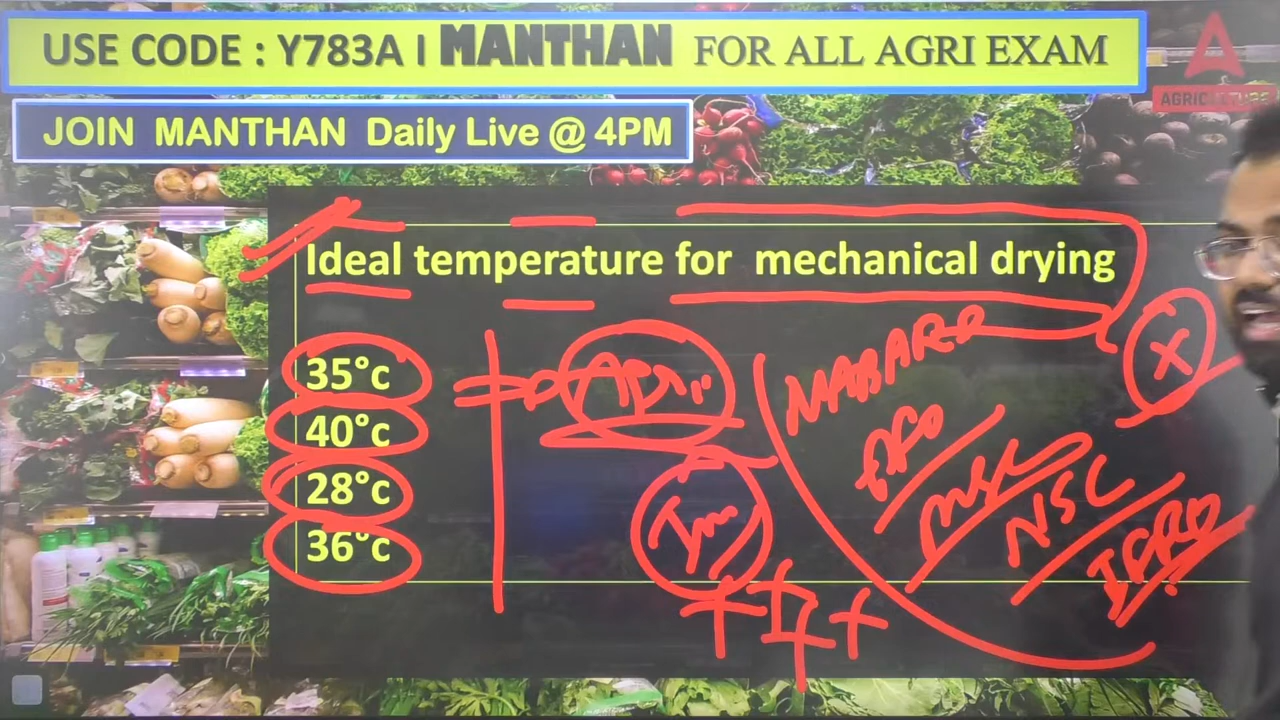 USE CODE : Y783A I MANTHAN FOR ALL AGRI EXAM
AGRICULTURE
JOIN MANTHAN Daily Live @ 4PM
Ideal temperature for mechanical drying
35°c
40°c
28°c
36°c
NABARD
AFO
NSC
X